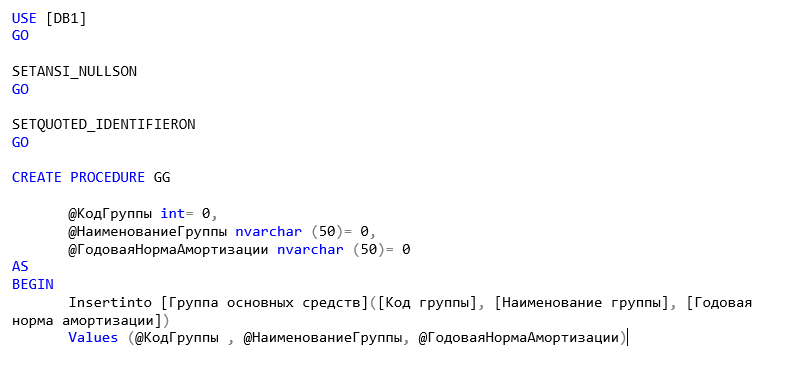 USE [DB1]
GO
SETANSI_NULLSON
GO
SETQUOTED_IDENTIFIERON
GO
CREATE PROCEDURE GG
@КодГруппы int= 0,
@НаименованиеГруппы nvarchar (50)= 0,
@ГодоваяНормаАмортизации nvarchar (50)= 0
AS
BEGIN
Insertinto [Группа основных средств]([Код группы], [Наименование группы], [Годовая
норма амортизации])
Values (@КодГруппы , @НаименованиеГруппы, @ГодоваяНормаАмортизации)